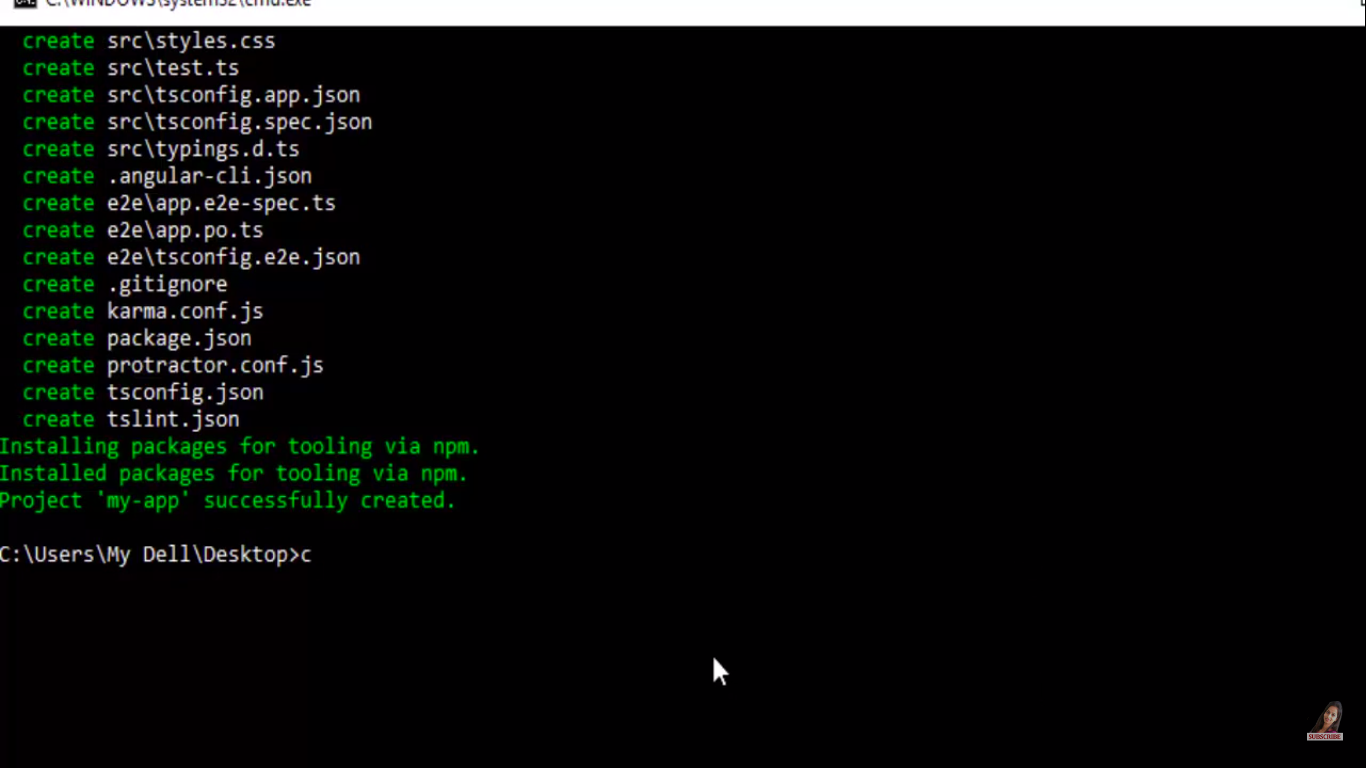 C:\WINDOWS\system32\cmd.exe
create src\styles.css
create src\test.ts
create src\tsconfig.app.json
create src\tsconfig.spec.json
create src\typings.d.ts
create .angular-cli.json
create e2e\app.e2e-spec.ts
create e2e\app.po.ts
create e2e\tsconfig.e2e.json
create .gitignore
create karma.conf.js
create package.json
create protractor.conf.js
create tsconfig.json
create tslint.json
Installing packages for tooling via npm.
Installed packages for tooling via npm.
Project 'my-app' successfully created.
C:\Users\My Dell\Desktop>c
SUBSCRIBE